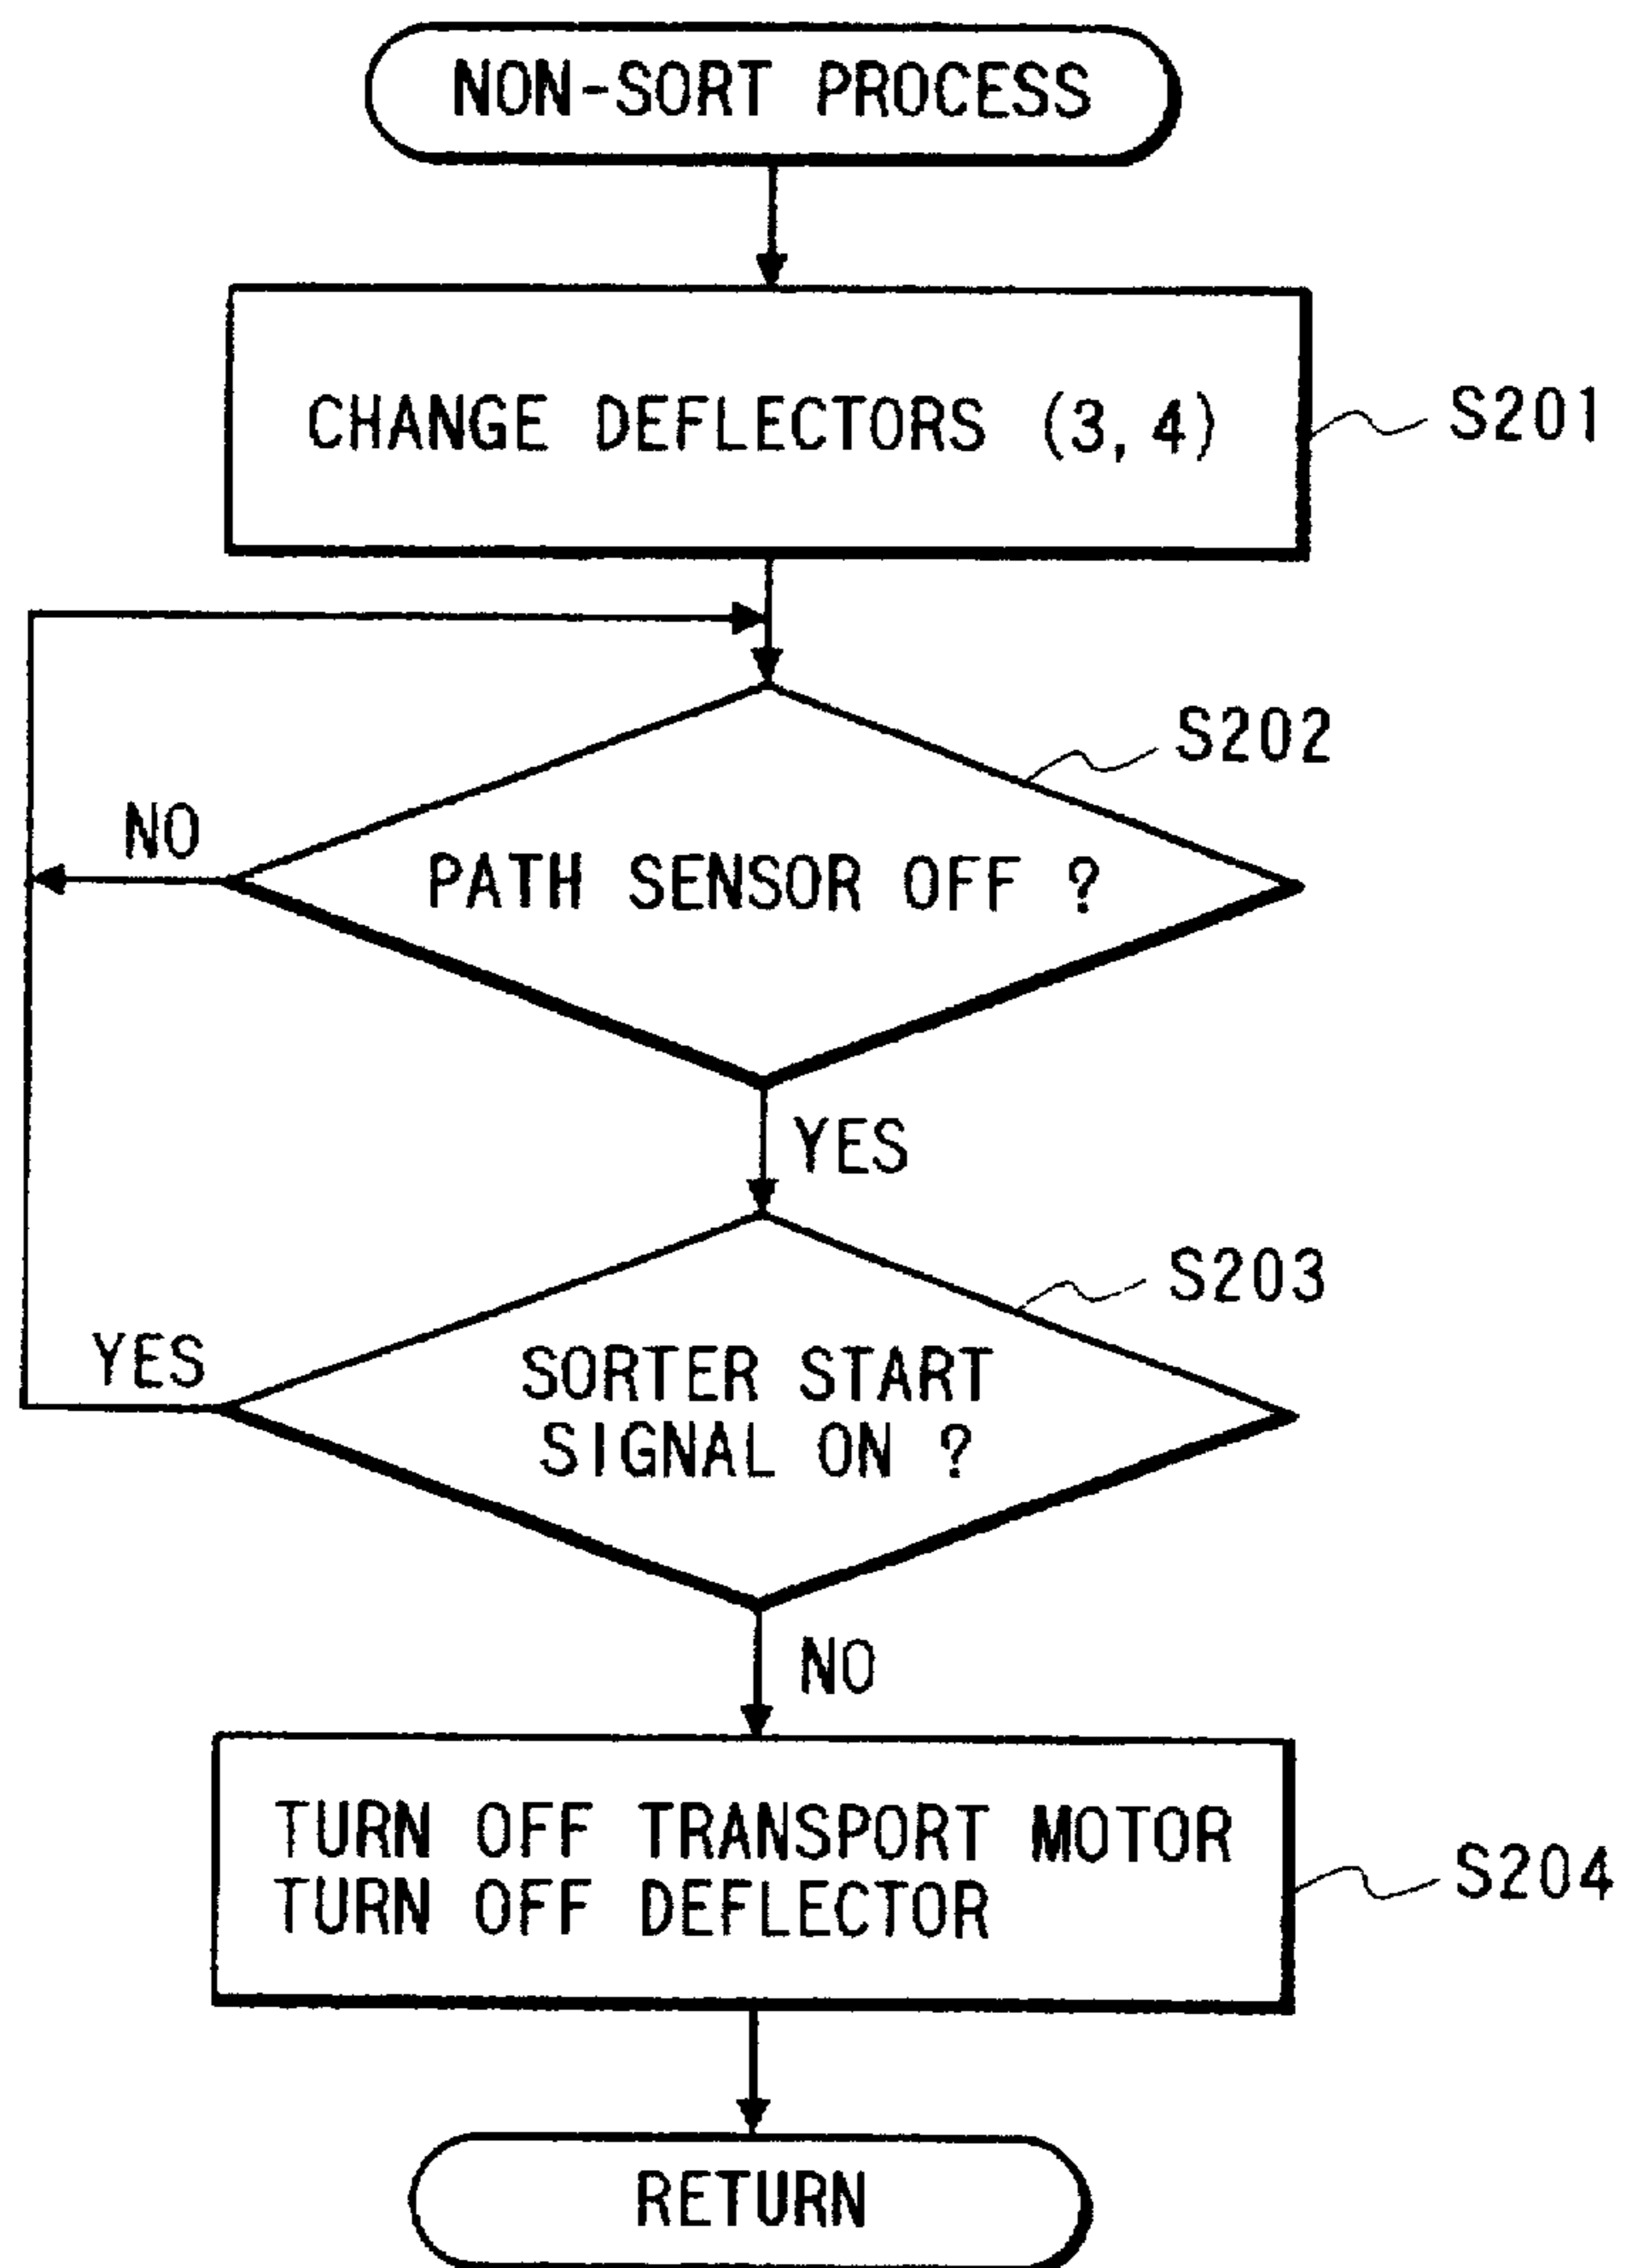 NON-SORT PROCESS
CHANGE DEFLECTORS (3, 4)
S201
S202
NO
PATH SENSOR OFF ?
YES
S203
YES
SORTER START
SIGNAL ON ?
NO
TURN OFF TRANSPORT MOTOR
TURN OFF DEFLECTOR
S204
RETURN